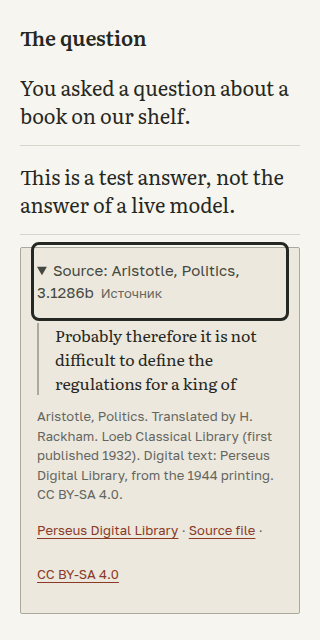 The question
You asked a question about a
book on our shelf.
This is a test answer, not the
answer of a live model.
▼ Source: Aristotle, Politics,
3.1286b Источник
Probably therefore it is not
difficult to define the
regulations for a king of
Aristotle, Politics. Translated by H.
Rackham. Loeb Classical Library (first
published 1932). Digital text: Perseus
Digital Library, from the 1944 printing.
CC BY-SA 4.0.
Perseus Digital Library · Source file ·
CC BY-SA 4.0